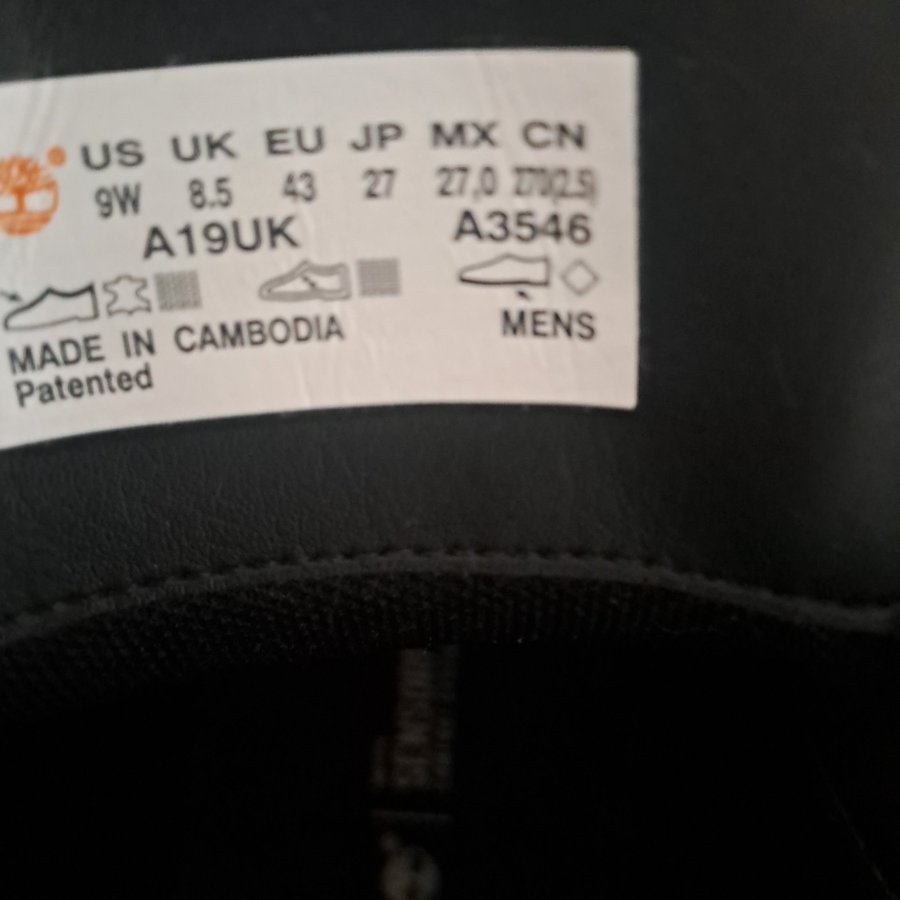 US UK EU JP MX CN
9W 8.5 43 27 27,0 270(2.5)
A19UK A3546
MENS
MADE IN CAMBODIA
Patented